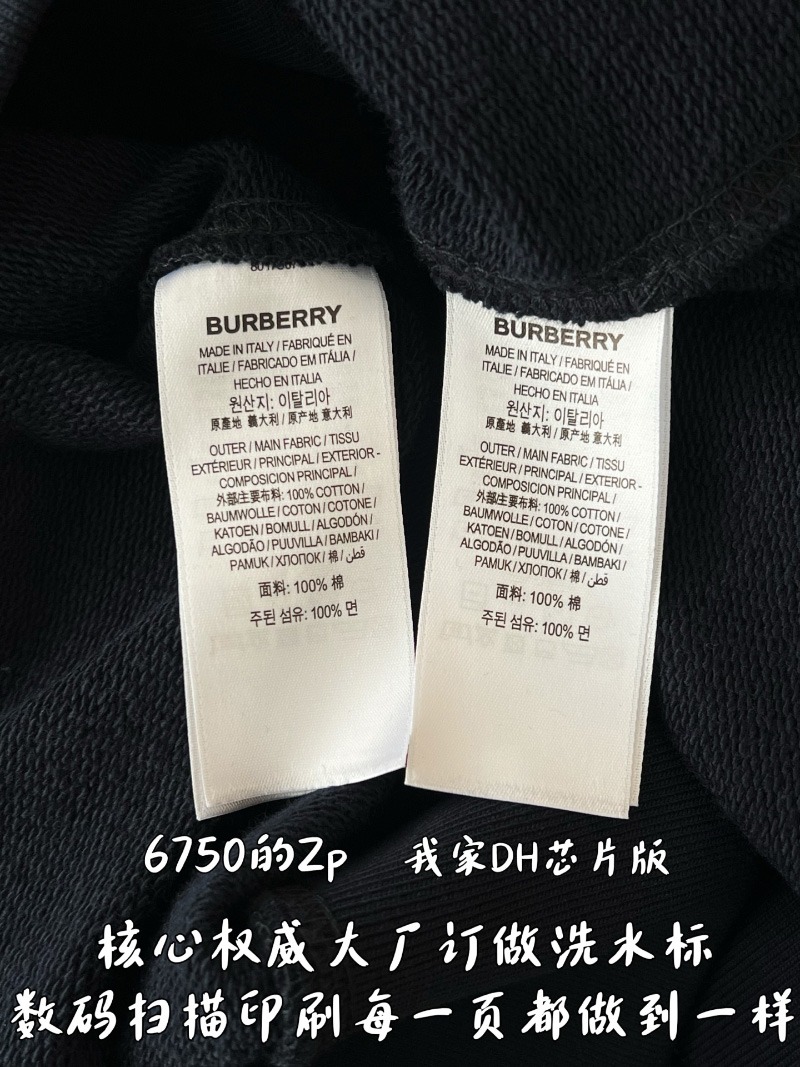 BURBERRY
MADE IN ITALY / FABRIQUÉ EN
ITALIE / FABRICADO EM ITÁLIA /
HECHO EN ITALIA
원산지: 이탈리아
原產地 義大利 / 原产地 意大利
OUTER / MAIN FABRIC / TISSU
EXTÉRIEUR / PRINCIPAL / EXTERIOR -
COMPOSICION PRINCIPAL /
外部/主要布料: 100% COTTON /
BAUMWOLLE / COTON / COTONE /
KATOEN / BOMULL / ALGODÓN /
ALGODÃO / PUUVILLA / BAMBAKI /
PAMUK / ХЛОПОК / 棉 / قطن
面料: 100% 棉
주된 섬유: 100% 면
BURBERRY
MADE IN ITALY / FABRIQUÉ EN
ITALIE / FABRICADO EM ITÁLIA /
HECHO EN ITALIA
원산지: 이탈리아
原產地 義大利 / 原产地 意大利
OUTER / MAIN FABRIC / TISSU
EXTÉRIEUR / PRINCIPAL / EXTERIOR -
COMPOSICION PRINCIPAL /
外部/主要布料: 100% COTTON /
BAUMWOLLE / COTON / COTONE /
KATOEN / BOMULL / ALGODÓN /
ALGODÃO / PUUVILLA / BAMBAKI /
PAMUK / ХЛОПОК / 棉 / قطن
面料: 100% 棉
주된 섬유: 100% 면
6750的Zp 我家DH芯片版
核心权威大厂订做洗水标
数码扫描印刷每一页都做到一样